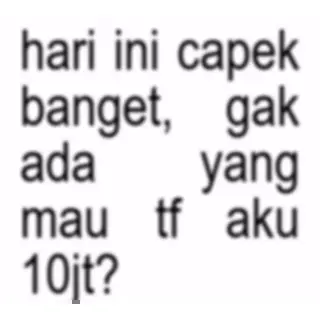 hari ini capek
banget, gak
ada yang
mau tf aku
10jt?